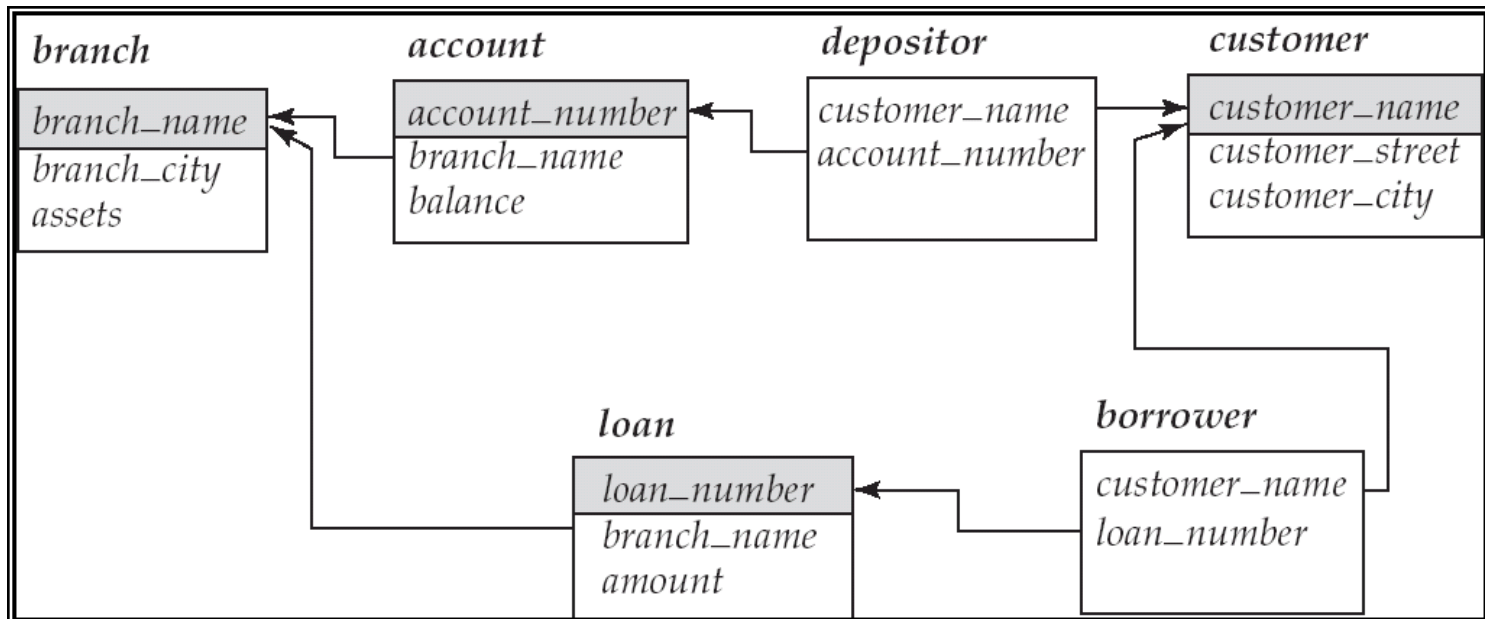 branch
branch_name
branch_city
assets
account
account_number
branch_name
balance
depositor
customer_name
account_number
customer
customer_name
customer_street
customer_city
loan
loan_number
branch_name
amount
borrower
customer_name
loan_number